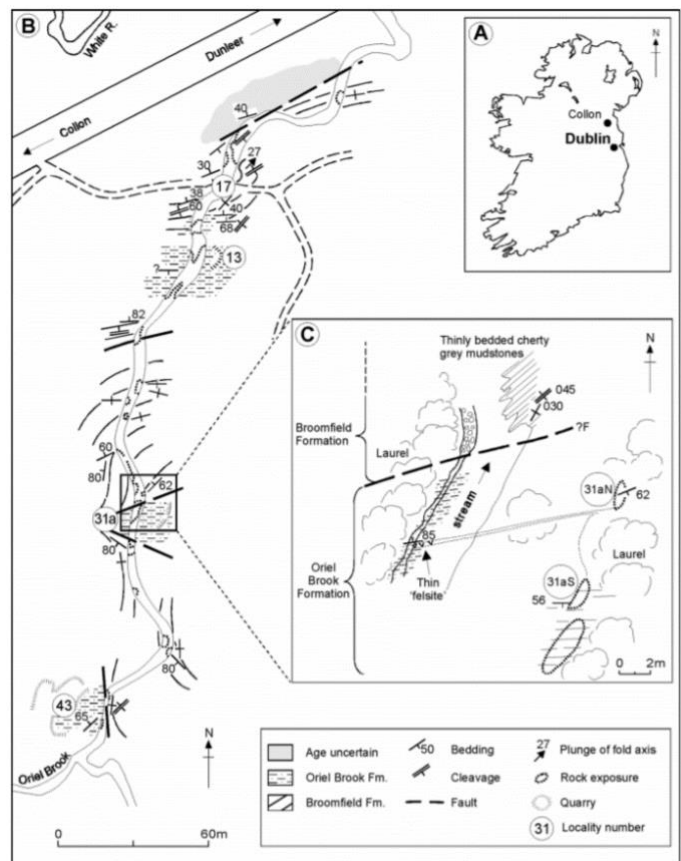 B
White R.
Dunleer
Collon
40
30
27
17
38
60
40
68
13
?
82
60
80
62
31a
80
80
43
65
Oriel Brook
N
0 60m
A
N
Collon
Dublin
C
N
Thinly bedded cherty
grey mudstones
045
030
?F
Broomfield
Formation
Laurel
stream
31aN
62
85
Oriel
Brook
Formation
Thin
'felsite'
Laurel
31aS
56
0 2m
Age uncertain
Oriel Brook Fm.
Broomfield Fm.
50 Bedding
Cleavage
Fault
27 Plunge of fold axis
Rock exposure
Quarry
31 Locality number